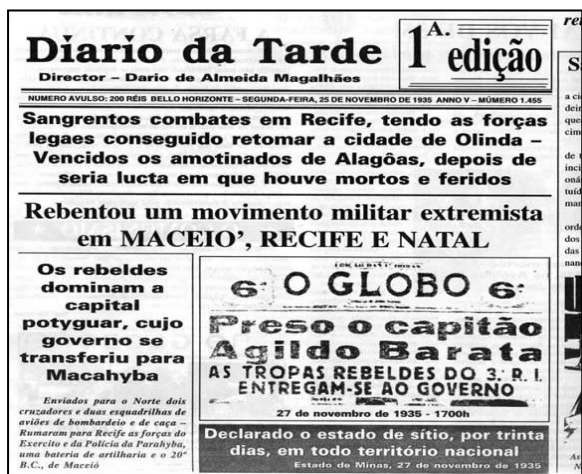 Diario da Tarde
Director – Dario de Almeida Magalhães
1A. edição
NUMERO AVULSO: 200 RÉIS BELLO HORIZONTE – SEGUNDA-FEIRA, 25 DE NOVEMBRO DE 1935 ANNO V – MÚMERO 1.455
Sangrentos combates em Recife, tendo as forças
legaes conseguido retomar a cidade de Olinda –
Vencidos os amotinados de Alagôas, depois de
seria lucta em que houve mortos e feridos
Rebentou um movimento militar extremista
em MACEIO', RECIFE E NATAL
Os rebeldes
dominam a
capital
potyguar, cujo
governo se
transferiu para
Macahyba
Enviados para o Norte dois
cruzadores e duas esquadrilhas de
aviões de bombardeio e de caça –
Rumaram para Recife as forças do
Exercito e da Policia da Parahyba,
uma bateria de artilharia e o 20º
B.C., de Maceió
6ª O GLOBO 6ª
Preso o capitão
Agildo Barata
AS TROPAS REBELDES DO 3º R. I.
ENTREGAM-SE AO GOVERNO
27 de novembro de 1935 - 1700h
Declarado o estado de sítio, por trinta
dias, em todo território nacional
Estado de Minas, 27 de novembro de 1935